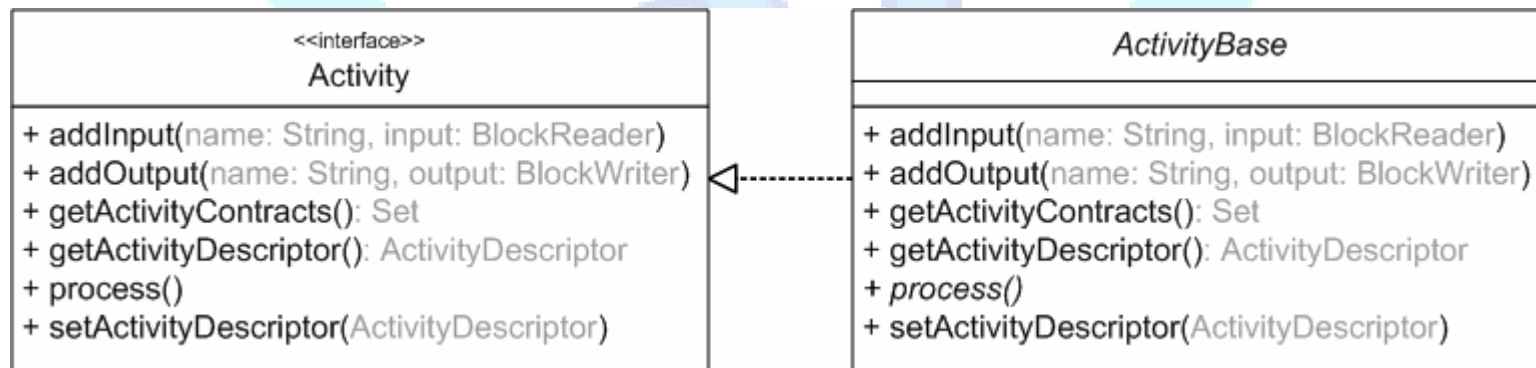 <<interface>>
Activity
+ addInput(name: String, input: BlockReader)
+ addOutput(name: String, output: BlockWriter)
+ getActivityContracts(): Set
+ getActivityDescriptor(): ActivityDescriptor
+ process()
+ setActivityDescriptor(ActivityDescriptor)
ActivityBase
+ addInput(name: String, input: BlockReader)
+ addOutput(name: String, output: BlockWriter)
+ getActivityContracts(): Set
+ getActivityDescriptor(): ActivityDescriptor
+ process()
+ setActivityDescriptor(ActivityDescriptor)